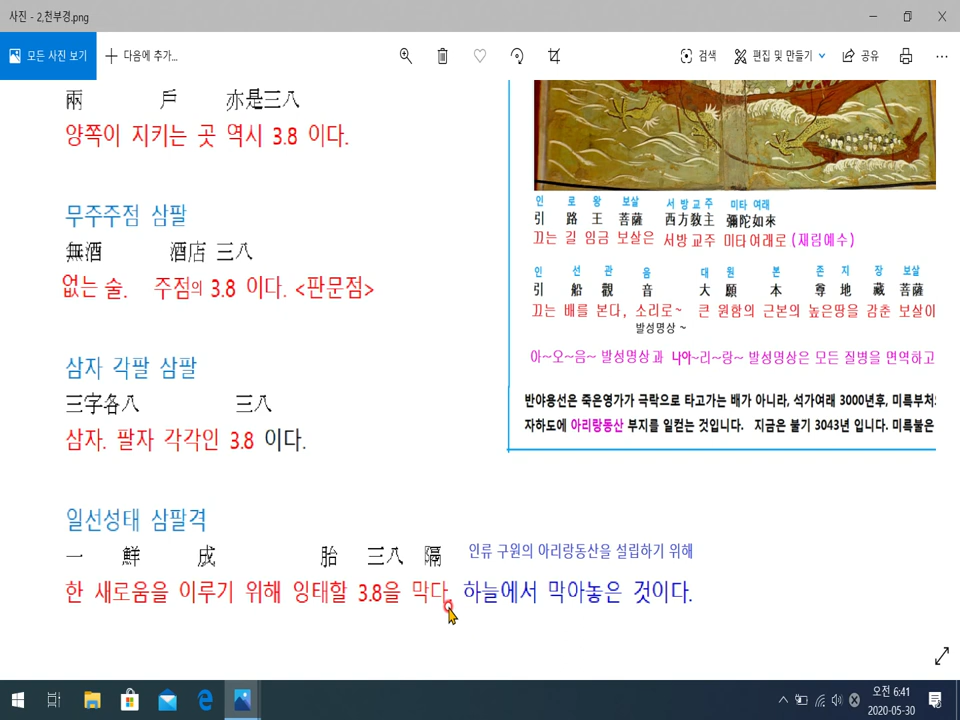 사진 - 2,천부경.png
모든 사진 보기
다음에 추가...
검색
편집 및 만들기
공유
兩 戶 亦是三八
양쪽이 지키는 곳 역시 3.8 이다.
무주주점 삼팔
無酒 酒店 三八
없는 술. 주점의 3.8 이다. <판문점>
삼자 각팔 삼팔
三字各八 三八
삼자. 팔자 각각인 3.8 이다.
일선성태 삼팔격
一 鮮 成 胎 三八 隔
인류 구원의 아리랑동산을 설립하기 위해
한 새로움을 이루기 위해 잉태할 3.8을 막다. 하늘에서 막아놓은 것이다.
인 로 왕 보살 서 방 교 주 미타 여래
引 路 王 菩薩 西方敎主 彌陀如來
끄는 길 임금 보살은 서방 교주 미타여래로 (재림예수)
인 선 관 음 대 원 본 존 지 장 보살
引 船 觀 音 大 願 本 尊 地 藏 菩薩
끄는 배를 본다, 소리로~ 큰 원함의 근본의 높은땅을 감춘 보살이
발성명상 ~
아~오~음~ 발성명상과 나아~리~랑~ 발성명상은 모든 질병을 면역하고
반야용선은 죽은영가가 극락으로 타고가는 배가 아니라, 석가여래 3000년후, 미륵부처
자하도에 아리랑동산 부지를 일컫는 것입니다. 지금은 불기 3043년 입니다. 미륵불은
오전 6:41
2020-05-30